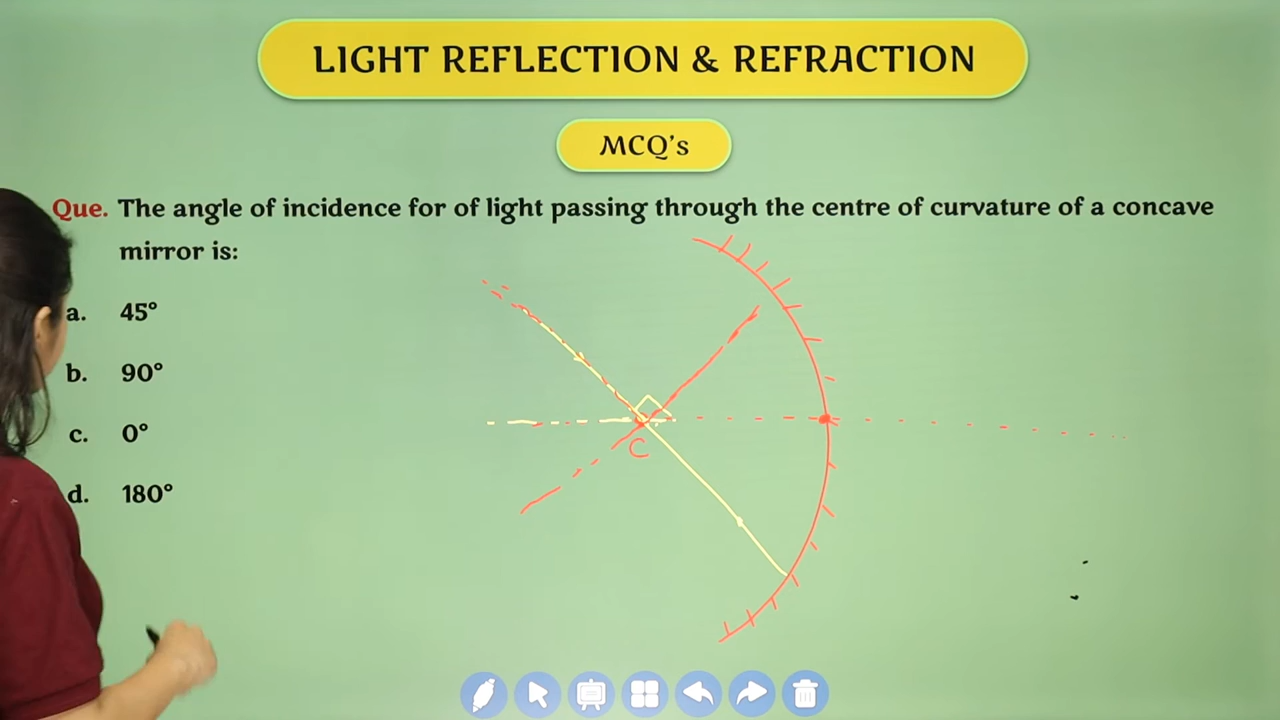 LIGHT REFLECTION & REFRACTION
MCQ's
Que. The angle of incidence for of light passing through the centre of curvature of a concave
mirror is:
a. 45°
b. 90°
c. 0°
d. 180°
C